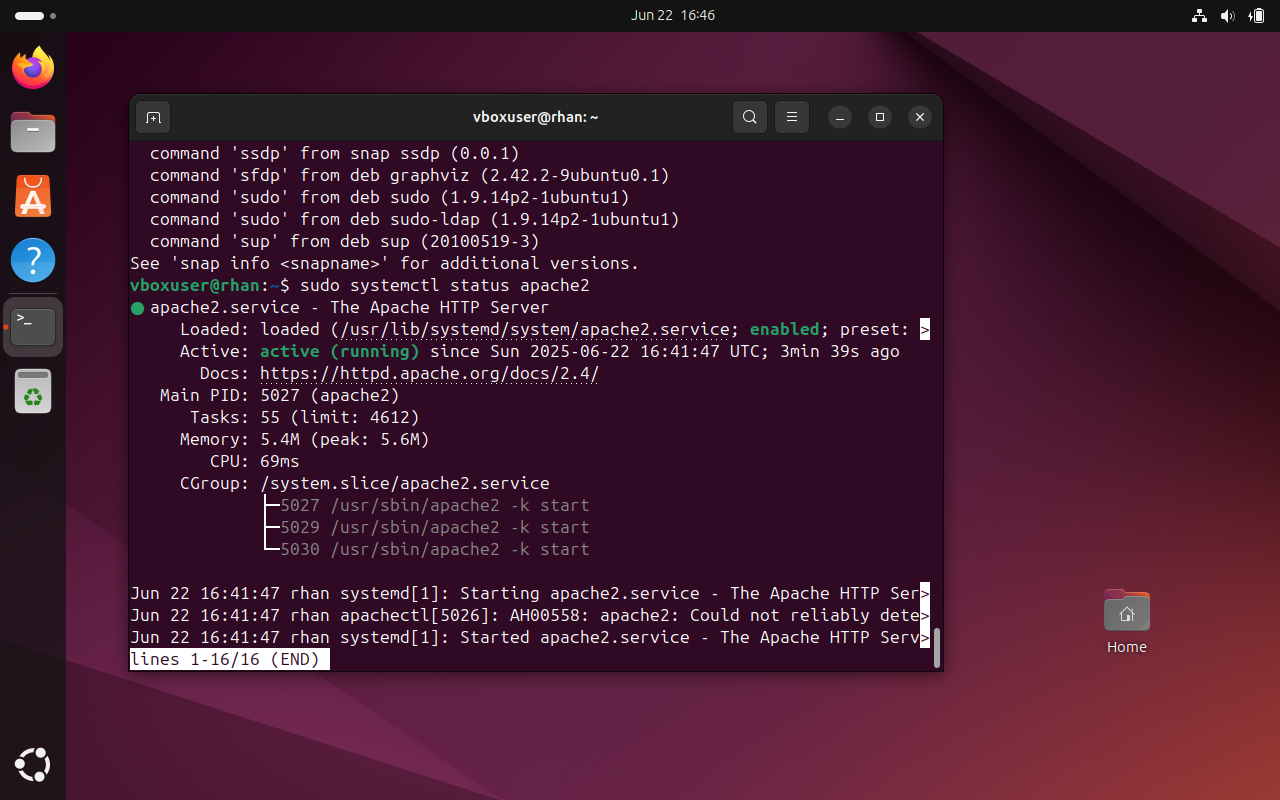 Jun 22 16:46
vboxuser@rhan: ~
command 'ssdp' from snap ssdp (0.0.1)
command 'sfdp' from deb graphviz (2.42.2-9ubuntu0.1)
command 'sudo' from deb sudo (1.9.14p2-1ubuntu1)
command 'sudo' from deb sudo-ldap (1.9.14p2-1ubuntu1)
command 'sup' from deb sup (20100519-3)
See 'snap info <snapname>' for additional versions.
vboxuser@rhan:~$ sudo systemctl status apache2
● apache2.service - The Apache HTTP Server
Loaded: loaded (/usr/lib/systemd/system/apache2.service; enabled; preset: >
Active: active (running) since Sun 2025-06-22 16:41:47 UTC; 3min 39s ago
Docs: https://httpd.apache.org/docs/2.4/
Main PID: 5027 (apache2)
Tasks: 55 (limit: 4612)
Memory: 5.4M (peak: 5.6M)
CPU: 69ms
CGroup: /system.slice/apache2.service
├─5027 /usr/sbin/apache2 -k start
├─5029 /usr/sbin/apache2 -k start
└─5030 /usr/sbin/apache2 -k start
Jun 22 16:41:47 rhan systemd[1]: Starting apache2.service - The Apache HTTP Ser>
Jun 22 16:41:47 rhan apachectl[5026]: AH00558: apache2: Could not reliably dete>
Jun 22 16:41:47 rhan systemd[1]: Started apache2.service - The Apache HTTP Serv>
lines 1-16/16 (END)
Home